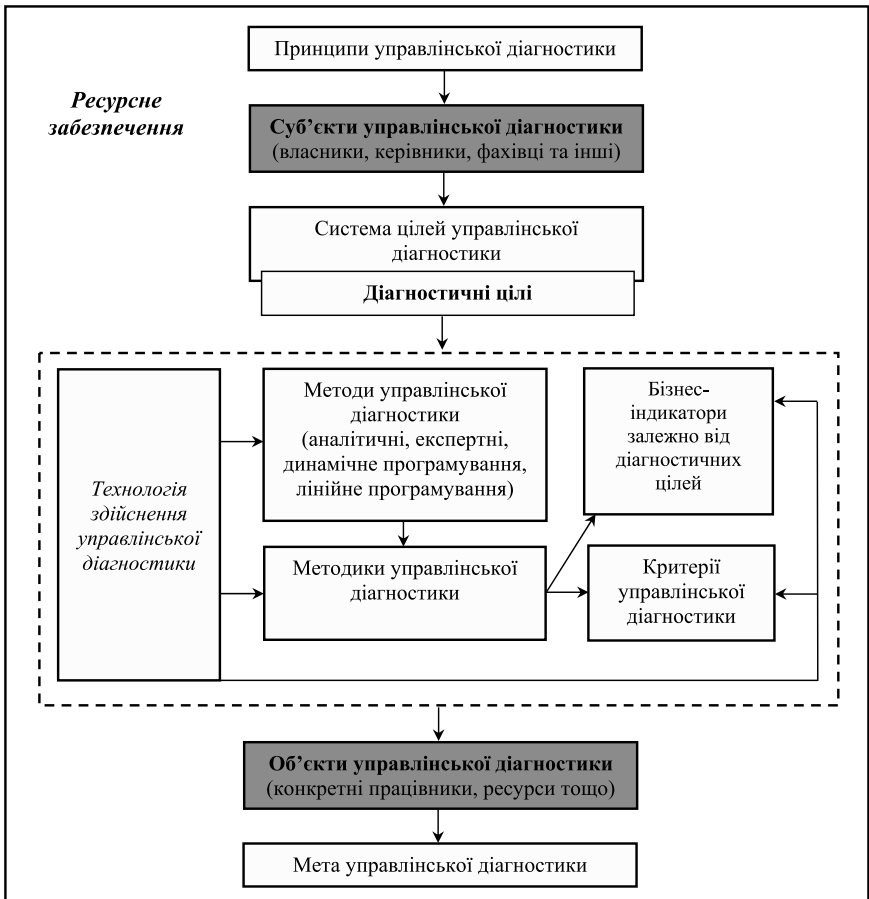 Принципи управлінської діагностики
Ресурсне
забезпечення
Суб’єкти управлінської діагностики
(власники, керівники, фахівці та інші)
Система цілей управлінської
діагностики
Діагностичні цілі
Технологія
здійснення
управлінської
діагностики
Методи управлінської
діагностики
(аналітичні, експертні,
динамічне програмування,
лінійне програмування)
Бізнес-
індикатори
залежно від
діагностичних
цілей
Методики управлінської
діагностики
Критерії
управлінської
діагностики
Об’єкти управлінської діагностики
(конкретні працівники, ресурси тощо)
Мета управлінської діагностики